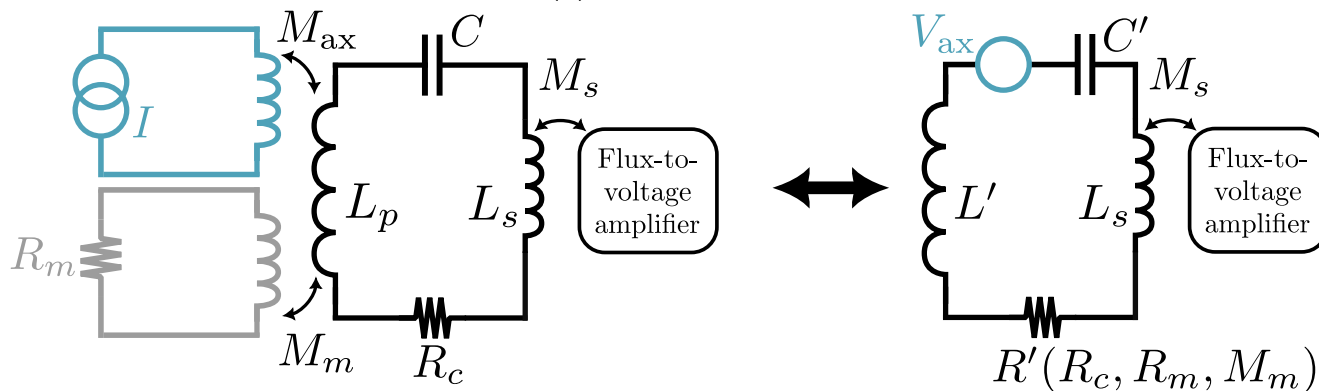 M_ax
C
M_s
I
Flux-to-
voltage
amplifier
L_p
L_s
R_m
M_m
R_c
V_ax
C'
M_s
Flux-to-
voltage
amplifier
L'
L_s
R'(R_c, R_m, M_m)